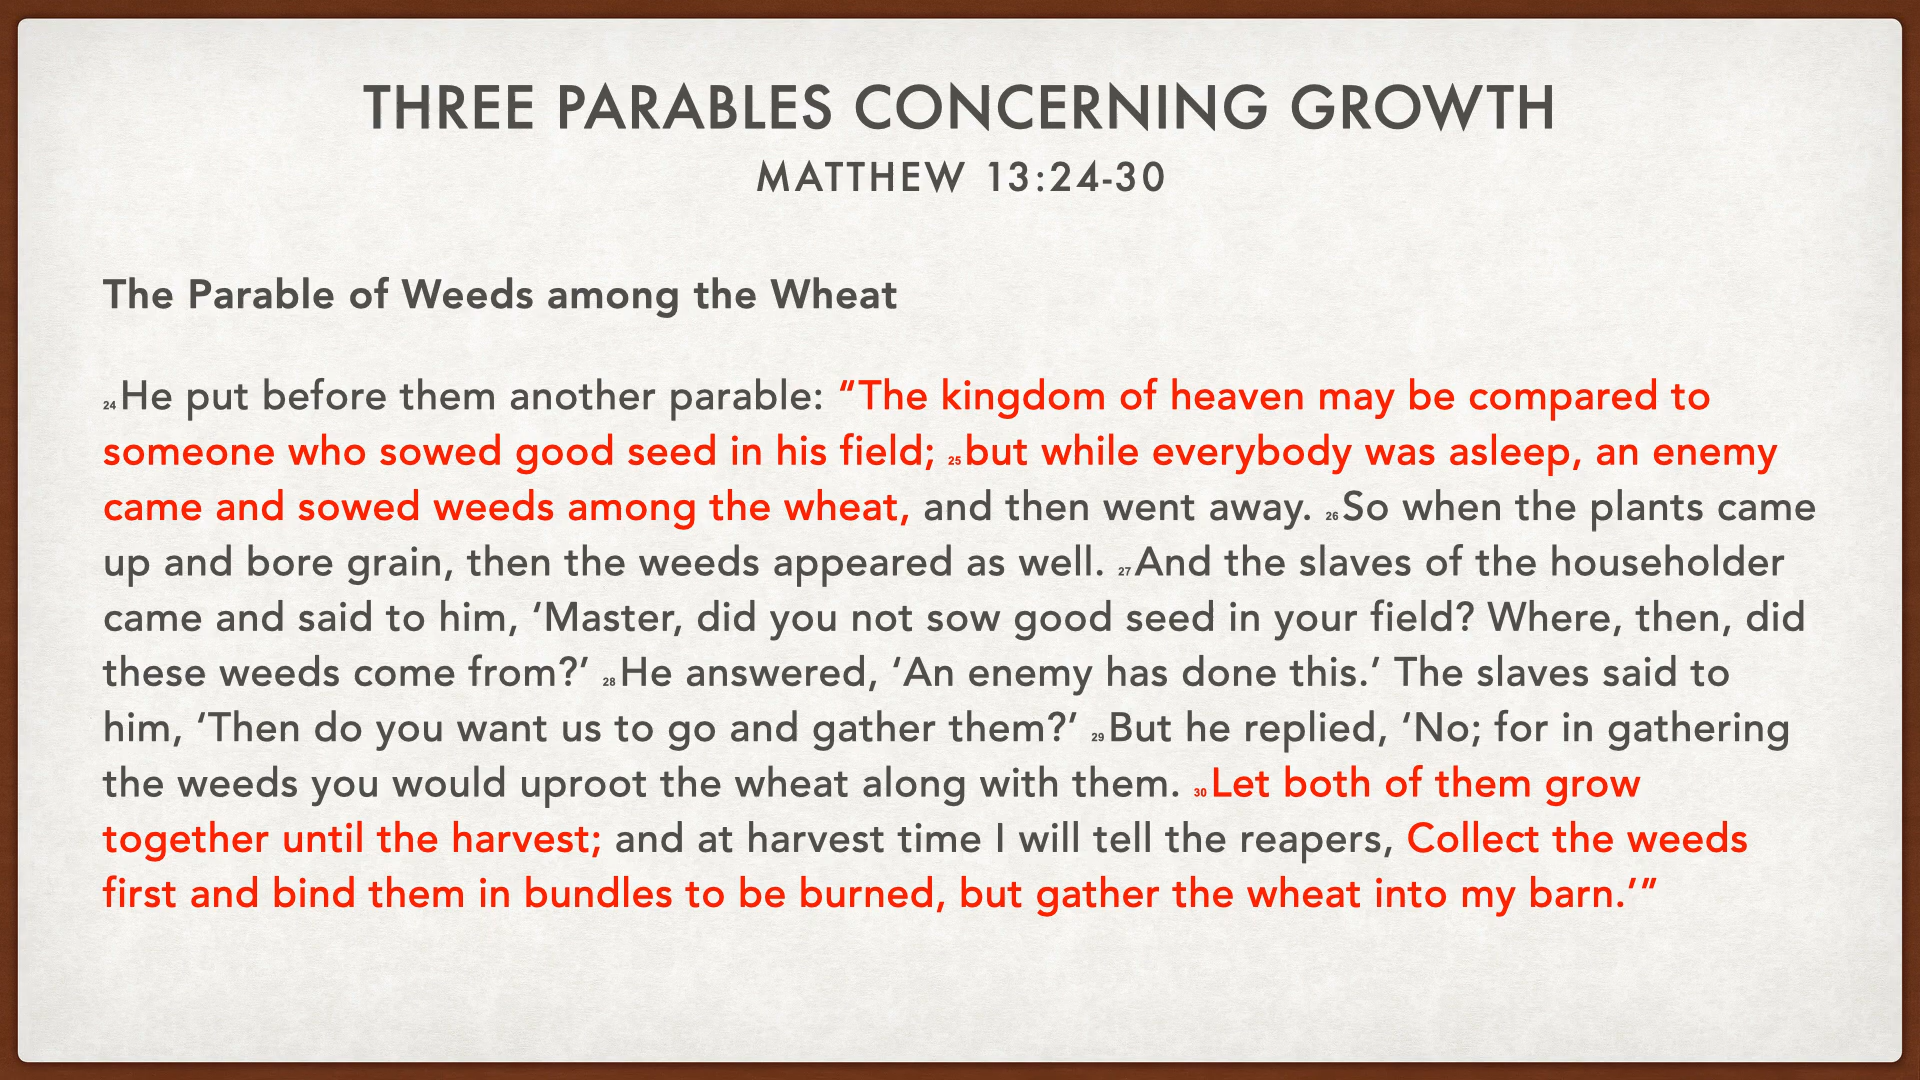 THREE PARABLES CONCERNING GROWTH
MATTHEW 13:24-30
The Parable of Weeds among the Wheat
24He put before them another parable: “The kingdom of heaven may be compared to
someone who sowed good seed in his field; 25but while everybody was asleep, an enemy
came and sowed weeds among the wheat, and then went away. 26So when the plants came
up and bore grain, then the weeds appeared as well. 27And the slaves of the householder
came and said to him, ‘Master, did you not sow good seed in your field? Where, then, did
these weeds come from?’ 28He answered, ‘An enemy has done this.’ The slaves said to
him, ‘Then do you want us to go and gather them?’ 29But he replied, ‘No; for in gathering
the weeds you would uproot the wheat along with them. 30Let both of them grow
together until the harvest; and at harvest time I will tell the reapers, Collect the weeds
first and bind them in bundles to be burned, but gather the wheat into my barn.’”